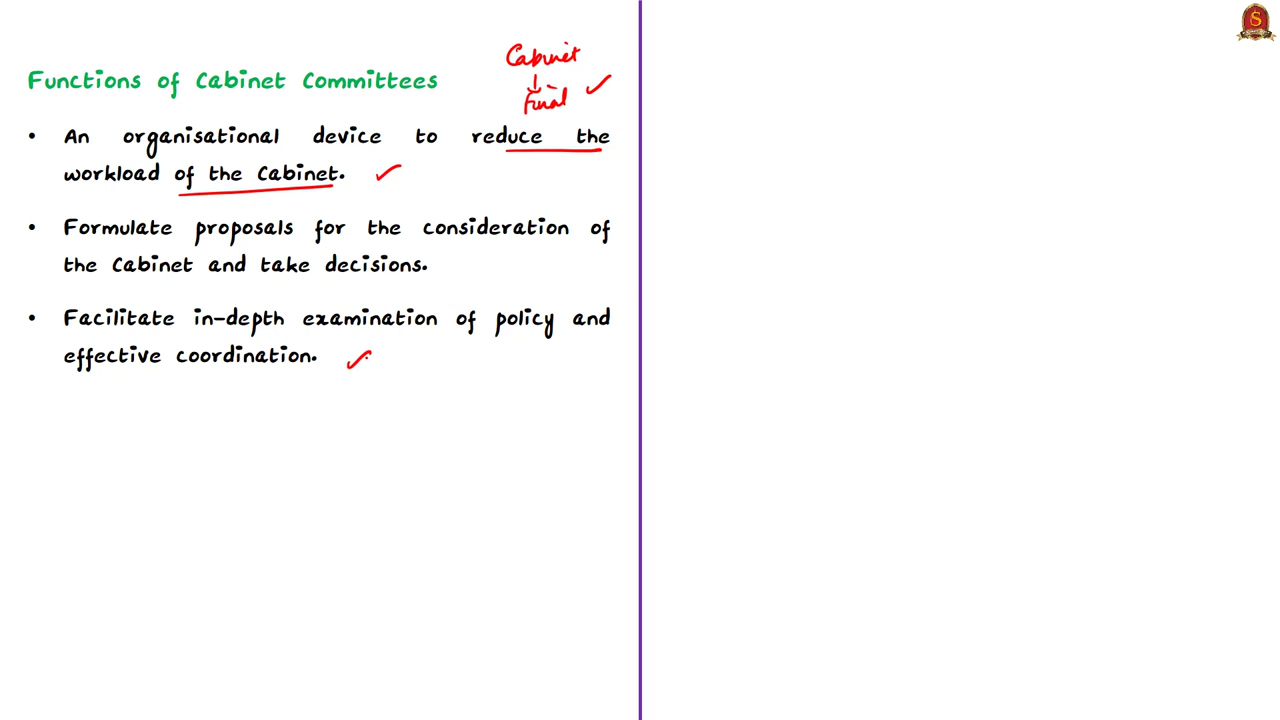 Cabinet
Final
Functions of Cabinet Committees
• An organisational device to reduce the
workload of the Cabinet.
• Formulate proposals for the consideration of
the Cabinet and take decisions.
• Facilitate in-depth examination of policy and
effective coordination.
S